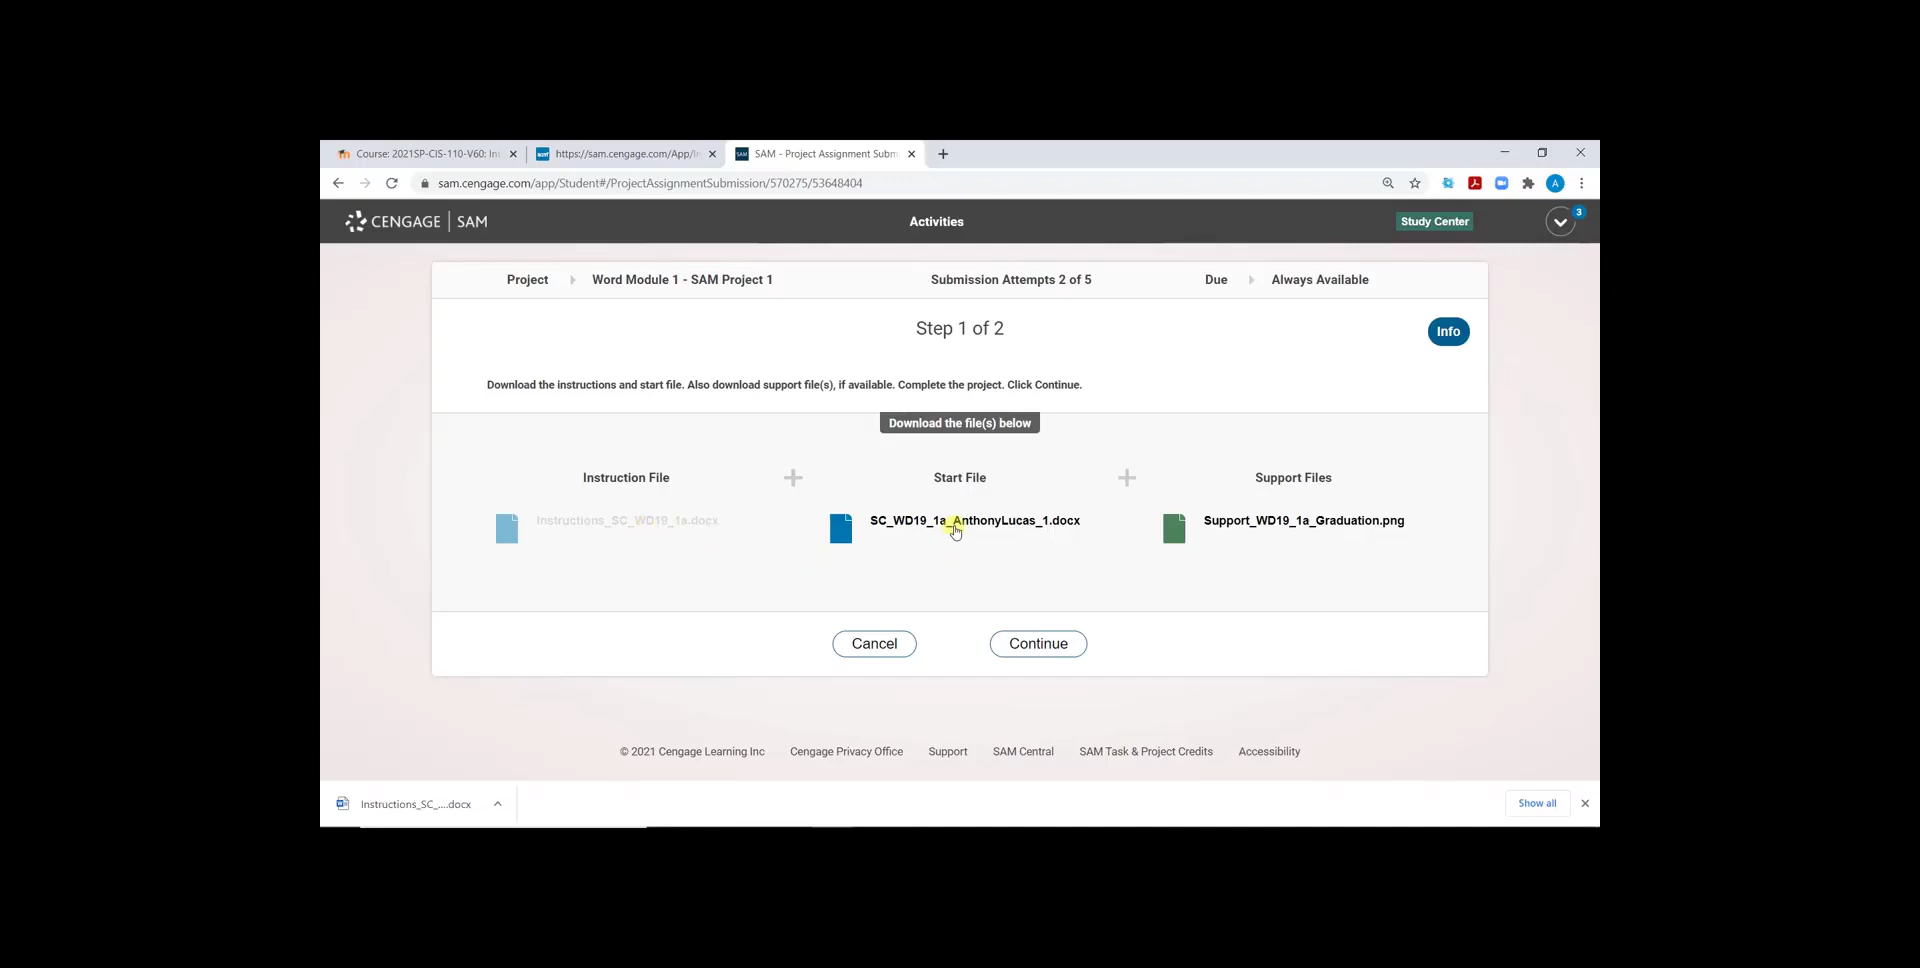 Course: 2021SP-CIS-110-V60: Int
https://sam.cengage.com/App/In
SAM - Project Assignment Subm
sam.cengage.com/app/Student#/ProjectAssignmentSubmission/570275/53648404
A
CENGAGE | SAM
Activities
Study Center
3
Project
Word Module 1 - SAM Project 1
Submission Attempts 2 of 5
Due
Always Available
Step 1 of 2
Info
Download the instructions and start file. Also download support file(s), if available. Complete the project. Click Continue.
Download the file(s) below
Instruction File
Start File
Support Files
Instructions_SC_WD19_1a.docx
SC_WD19_1a_AnthonyLucas_1.docx
Support_WD19_1a_Graduation.png
Cancel
Continue
© 2021 Cengage Learning Inc
Cengage Privacy Office
Support
SAM Central
SAM Task & Project Credits
Accessibility
Instructions_SC_....docx
Show all